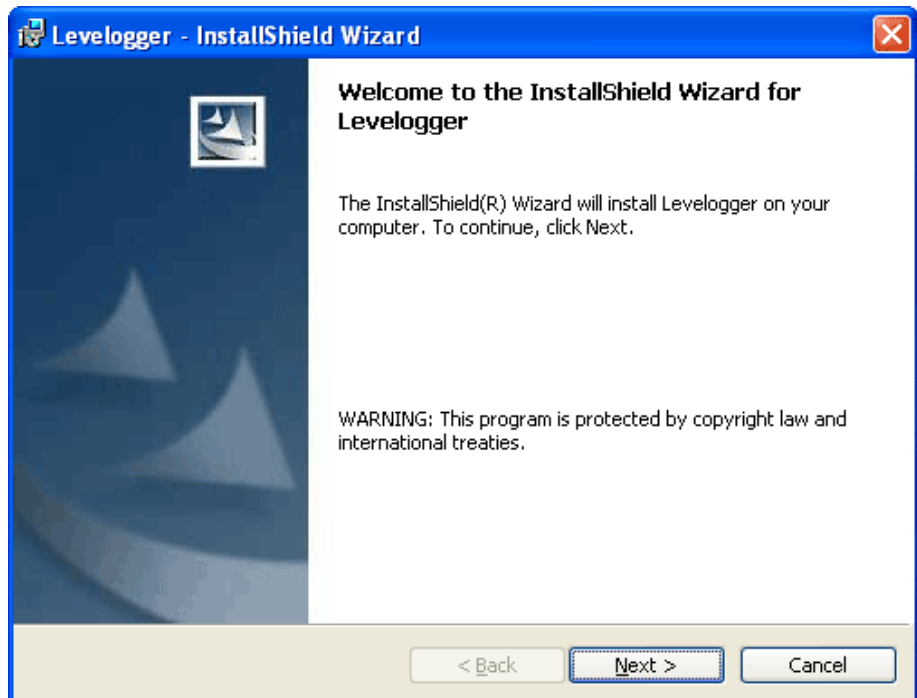 Levelogger - InstallShield Wizard
Welcome to the InstallShield Wizard for
Levelogger
The InstallShield(R) Wizard will install Levelogger on your
computer. To continue, click Next.
WARNING: This program is protected by copyright law and
international treaties.
< Back
Next >
Cancel